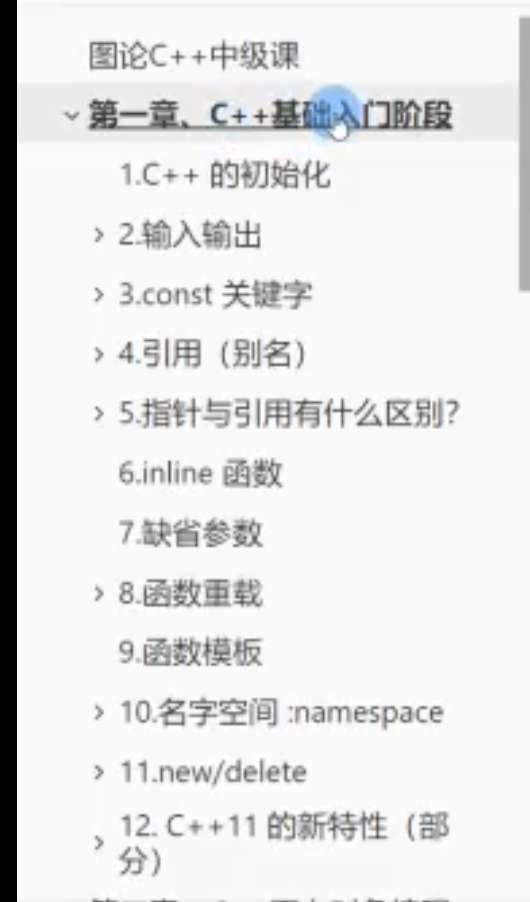 图论C++中级课
第一章、C++基础入门阶段
1.C++ 的初始化
2.输入输出
3.const 关键字
4.引用（别名）
5.指针与引用有什么区别?
6.inline 函数
7.缺省参数
8.函数重载
9.函数模板
10.名字空间 :namespace
11.new/delete
12. C++11 的新特性（部
分）